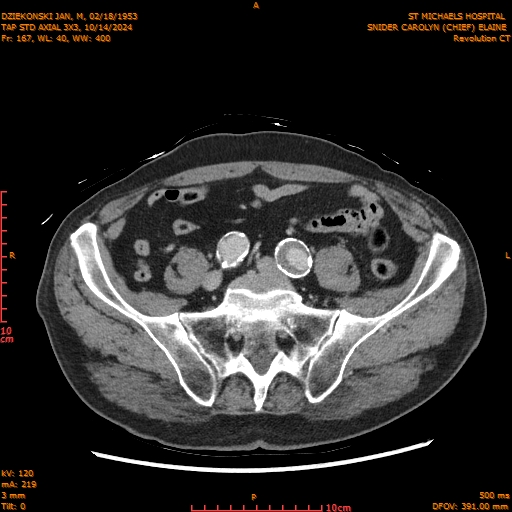 A
DZIEKONSKI JAN, M, 02/18/1953
TAP STD AXIAL 3X3, 10/14/2024
Fr: 167, WL: 40, WW: 400
ST MICHAELS HOSPITAL
SNIDER CAROLYN (CHIEF) ELAINE
Revolution CT
R
L
10
cm
kV: 120
mA: 219
3 mm
Tilt: 0
P
10cm
500 ms
DFOV: 391.00 mm